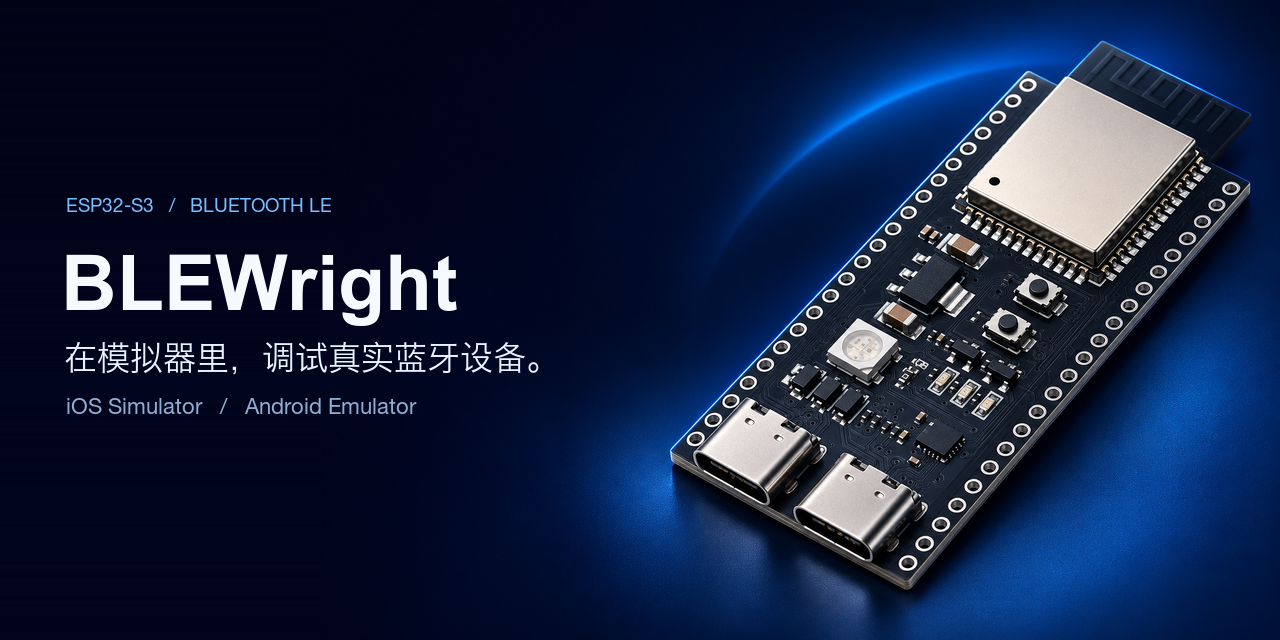 ESP32-S3 / BLUETOOTH LE
BLEWright
在模拟器里，调试真实蓝牙设备。
iOS Simulator / Android Emulator